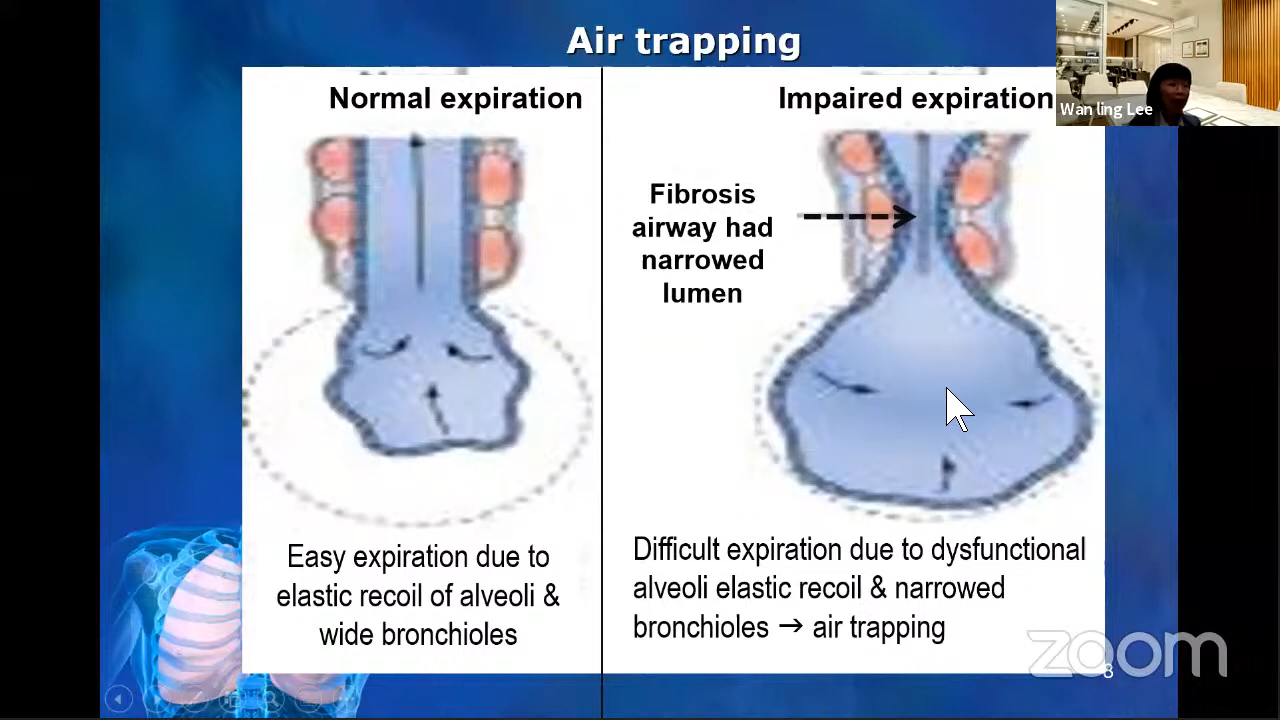 Air trapping
Normal expiration
Impaired expiration
Wan ling Lee
Fibrosis
airway had
narrowed
lumen
Easy expiration due to
elastic recoil of alveoli &
wide bronchioles
Difficult expiration due to dysfunctional
alveoli elastic recoil & narrowed
bronchioles → air trapping
zoom
8